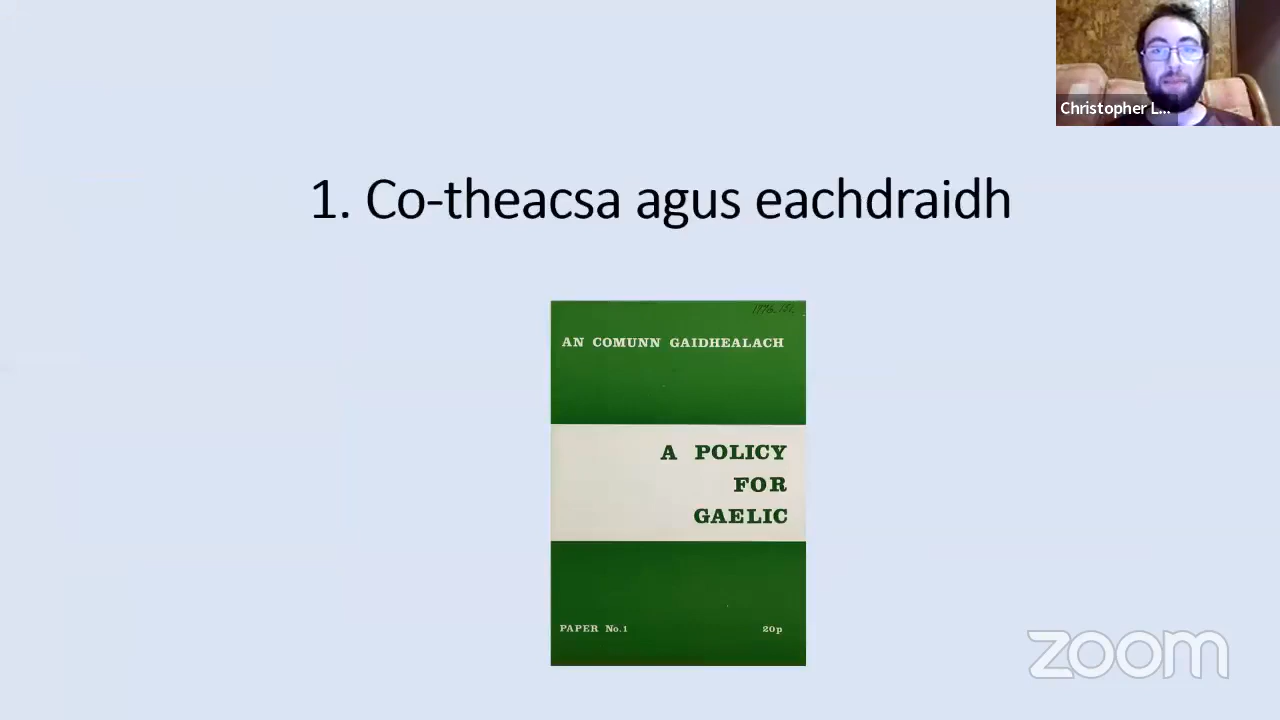 Christopher L...
1. Co-theacsa agus eachdraidh
AN COMUNN GAIDHEALACH
A POLICY
FOR
GAELIC
PAPER No.1 20p
zoom